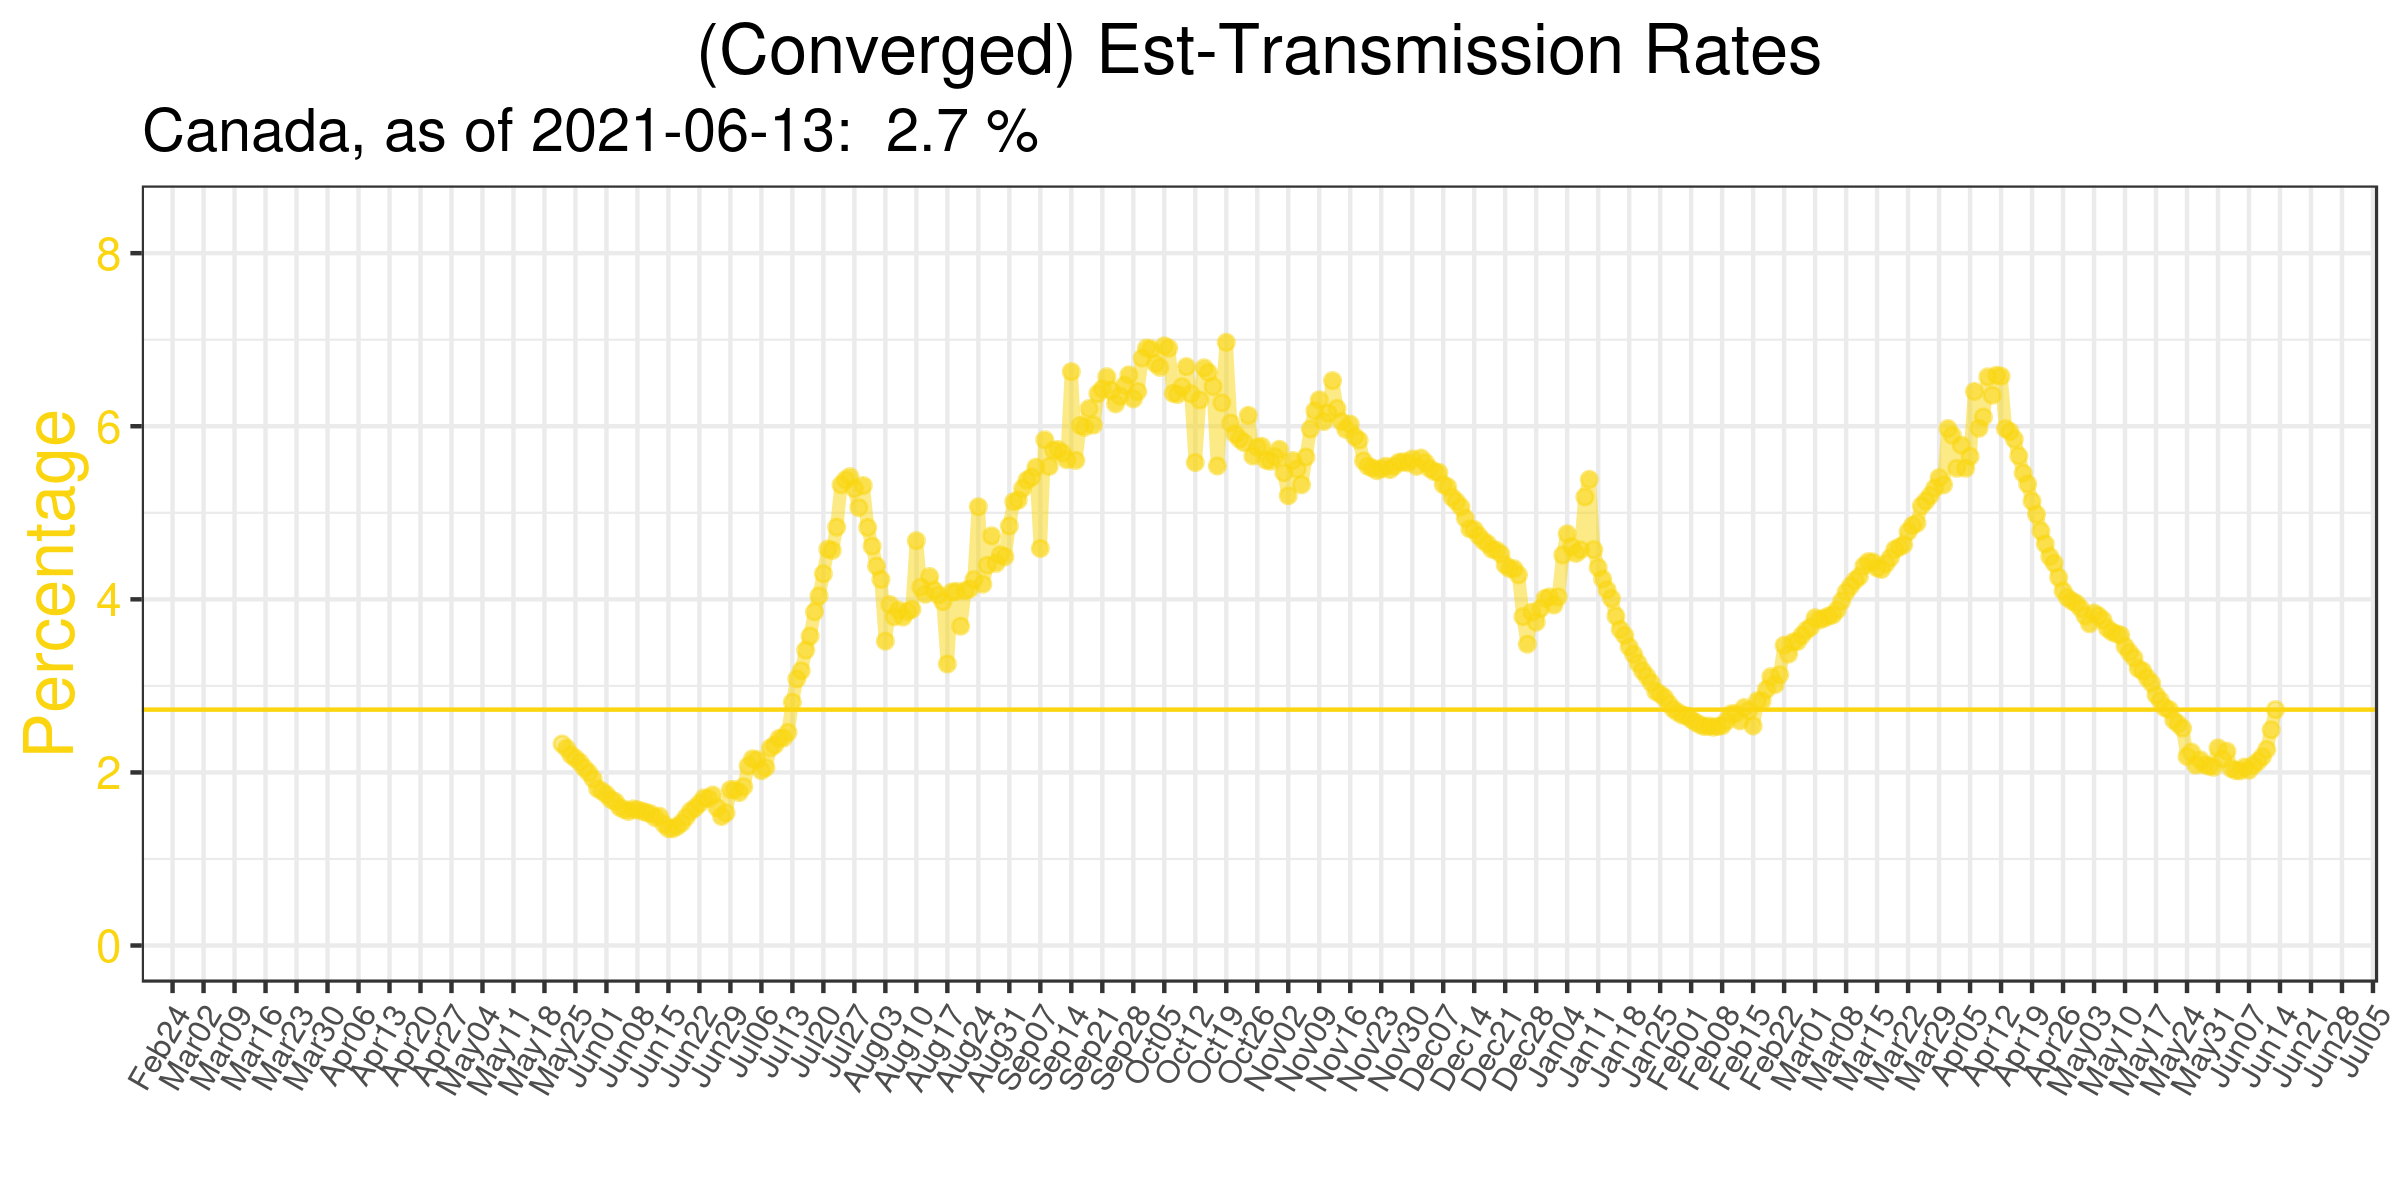 (Converged) Est-Transmission Rates
Canada, as of 2021-06-13:  2.7 %
Percentage
8
6
4
2
0
Feb24
Mar02
Mar09
Mar16
Mar23
Mar30
Apr06
Apr13
Apr20
Apr27
May04
May11
May18
May25
Jun01
Jun08
Jun15
Jun22
Jun29
Jul06
Jul13
Jul20
Jul27
Aug03
Aug10
Aug17
Aug24
Aug31
Sep07
Sep14
Sep21
Sep28
Oct05
Oct12
Oct19
Oct26
Nov02
Nov09
Nov16
Nov23
Nov30
Dec07
Dec14
Dec21
Dec28
Jan04
Jan11
Jan18
Jan25
Feb01
Feb08
Feb15
Feb22
Mar01
Mar08
Mar15
Mar22
Mar29
Apr05
Apr12
Apr19
Apr26
May03
May10
May17
May24
May31
Jun07
Jun14
Jun21
Jun28
Jul05